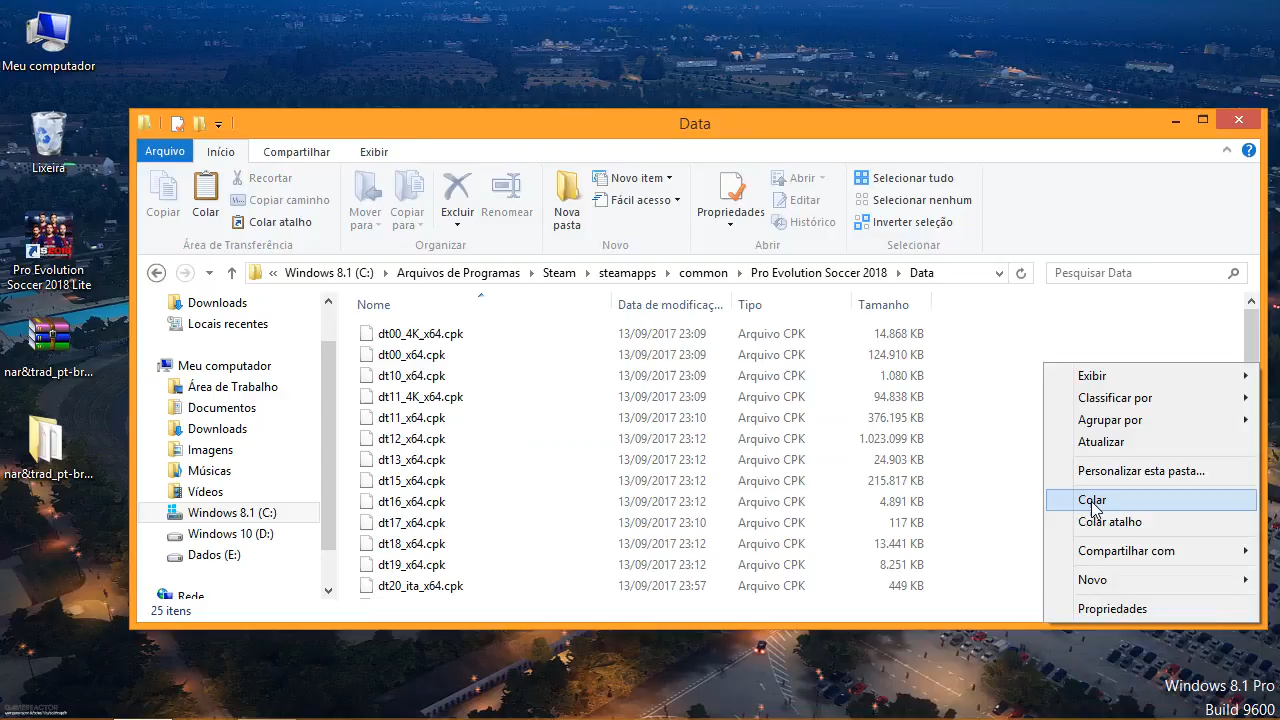 Meu computador
Lixeira
S2018
Pro Evolution
Soccer 2018 Lite
nar&trad_pt-br...
nar&trad_pt-br...
Data
Arquivo Início Compartilhar Exibir
Copiar
Colar
Recortar
Copiar caminho
Colar atalho
Área de Transferência
Mover
para
Copiar
para
Excluir
Renomear
Organizar
Nova
pasta
Novo item
Fácil acesso
Novo
Propriedades
Abrir
Editar
Histórico
Abrir
Selecionar tudo
Selecionar nenhum
Inverter seleção
Selecionar
« Windows 8.1 (C:) Arquivos de Programas Steam steamapps common Pro Evolution Soccer 2018 Data
Pesquisar Data
Downloads
Locais recentes
Meu computador
Área de Trabalho
Documentos
Downloads
Imagens
Músicas
Vídeos
Windows 8.1 (C:)
Windows 10 (D:)
Dados (E:)
Rede
Nome Data de modificaç... Tipo Tamanho
dt00_4K_x64.cpk 13/09/2017 23:09 Arquivo CPK 14.868 KB
dt00_x64.cpk 13/09/2017 23:09 Arquivo CPK 124.910 KB
dt10_x64.cpk 13/09/2017 23:09 Arquivo CPK 1.080 KB
dt11_4K_x64.cpk 13/09/2017 23:09 Arquivo CPK 94.838 KB
dt11_x64.cpk 13/09/2017 23:10 Arquivo CPK 376.195 KB
dt12_x64.cpk 13/09/2017 23:12 Arquivo CPK 1.023.099 KB
dt13_x64.cpk 13/09/2017 23:12 Arquivo CPK 24.903 KB
dt15_x64.cpk 13/09/2017 23:12 Arquivo CPK 215.817 KB
dt16_x64.cpk 13/09/2017 23:12 Arquivo CPK 4.891 KB
dt17_x64.cpk 13/09/2017 23:10 Arquivo CPK 117 KB
dt18_x64.cpk 13/09/2017 23:12 Arquivo CPK 13.441 KB
dt19_x64.cpk 13/09/2017 23:12 Arquivo CPK 8.251 KB
dt20_ita_x64.cpk 13/09/2017 23:57 Arquivo CPK 449 KB
25 itens
Exibir
Classificar por
Agrupar por
Atualizar
Personalizar esta pasta...
Colar
Colar atalho
Compartilhar com
Novo
Propriedades
GAMEREACTOR
Windows 8.1 Pro
Build 9600